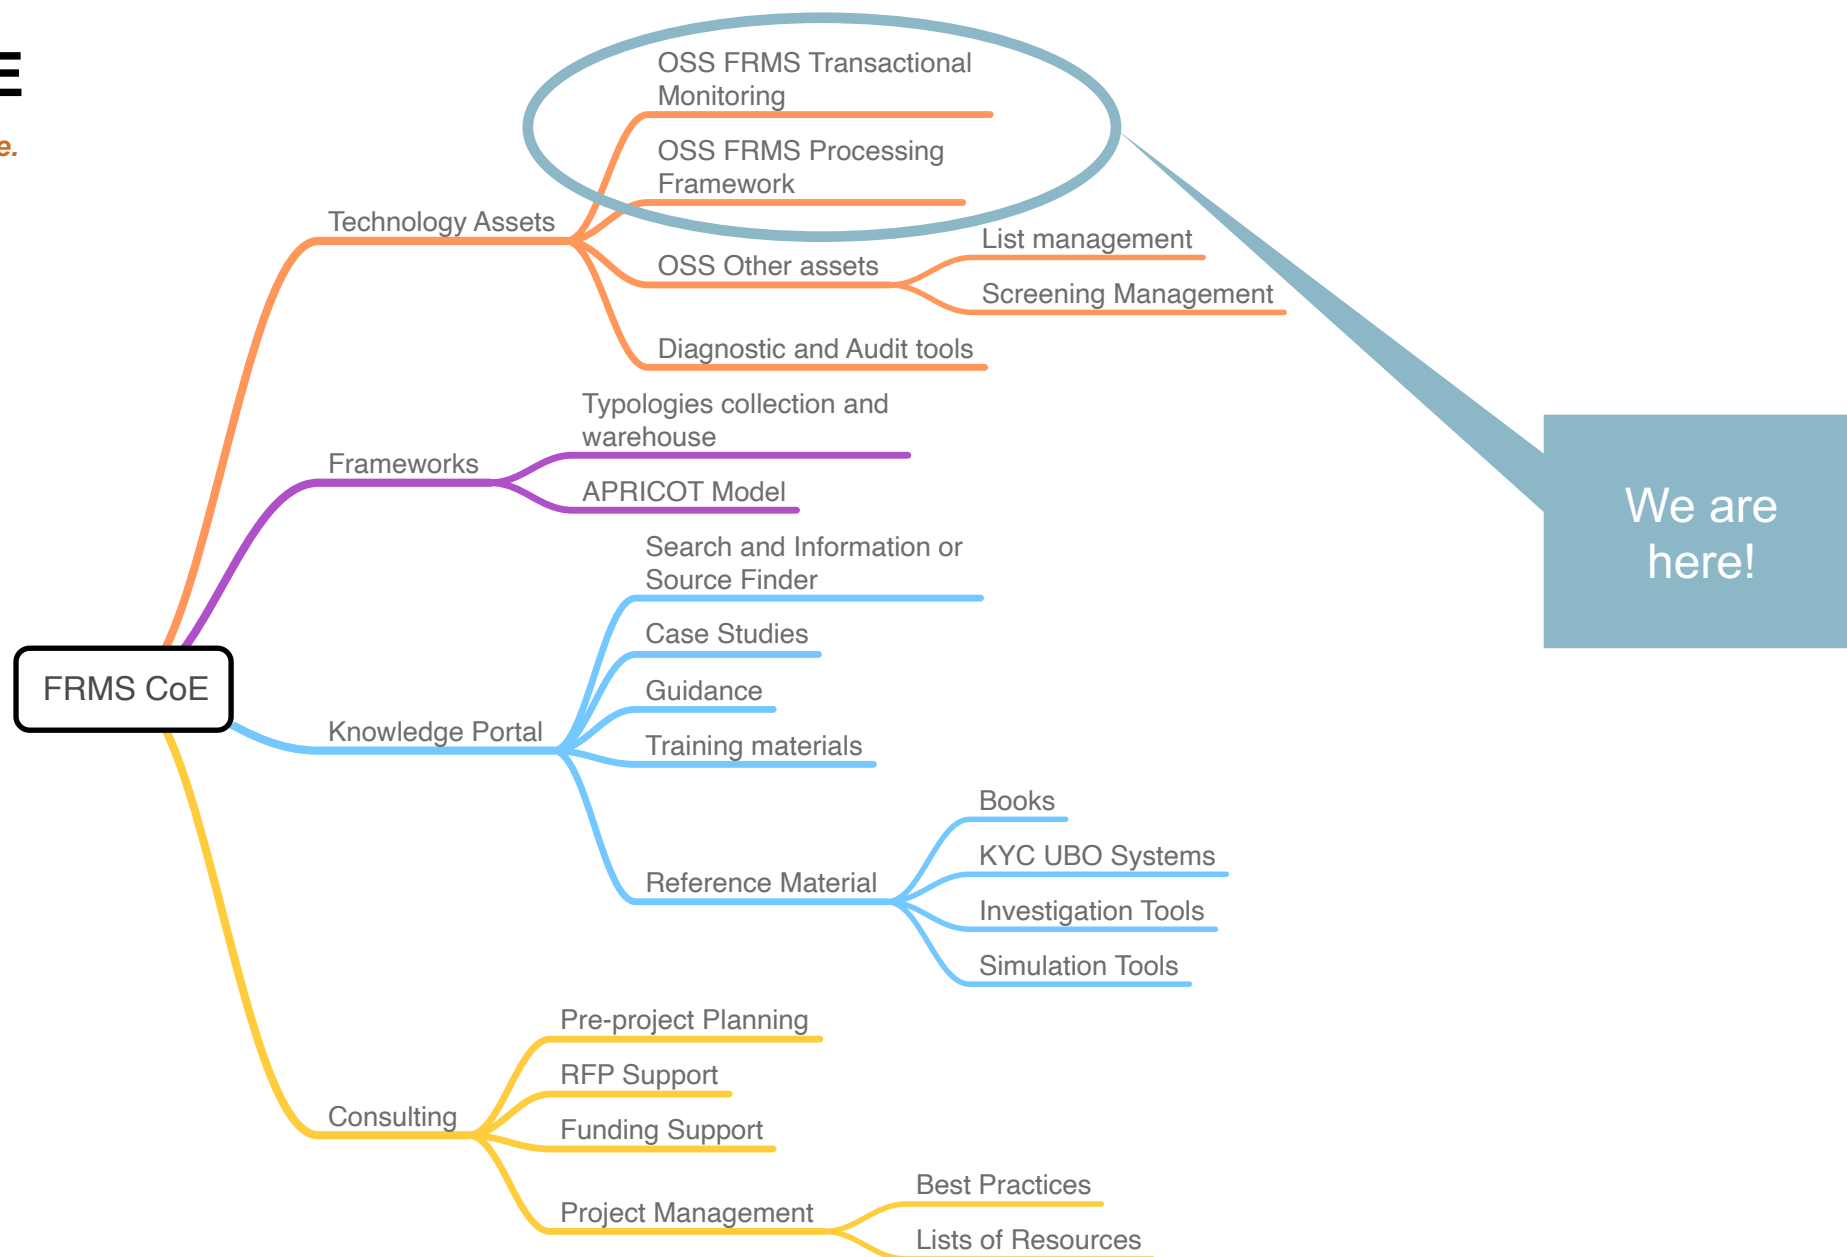 E
e.
OSS FRMS Transactional
Monitoring
OSS FRMS Processing
Framework
Technology Assets
List management
OSS Other assets
Screening Management
Diagnostic and Audit tools
Typologies collection and
warehouse
Frameworks
APRICOT Model
We are
here!
Search and Information or
Source Finder
Case Studies
FRMS CoE
Guidance
Knowledge Portal
Training materials
Books
KYC UBO Systems
Reference Material
Investigation Tools
Simulation Tools
Pre-project Planning
RFP Support
Consulting
Funding Support
Best Practices
Project Management
Lists of Resources